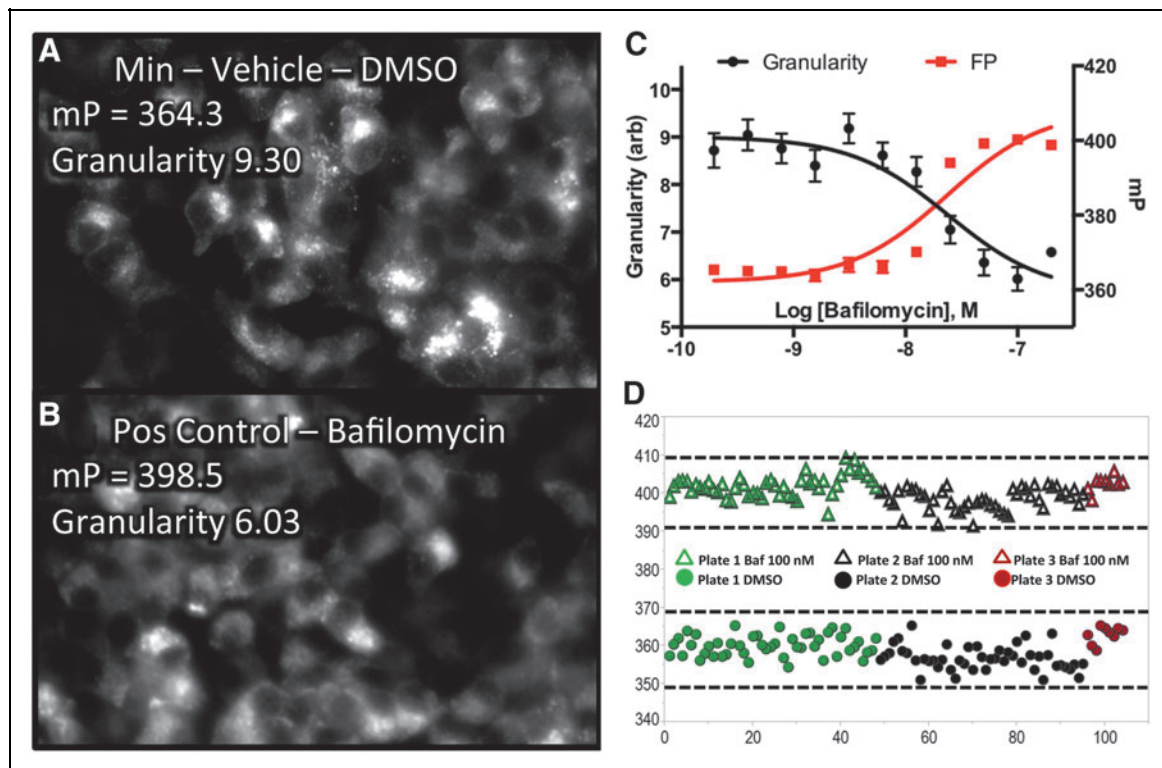 A
Min – Vehicle – DMSO
mP = 364.3
Granularity 9.30
B
Pos Control – Bafilomycin
mP = 398.5
Granularity 6.03
C
Granularity
FP
10
9
8
7
6
5
Granularity (arb)
420
400
380
360
mP
Log [Bafilomycin], M
-10
-9
-8
-7
D
420
410
400
390
380
370
360
350
340
Plate 1 Baf 100 nM
Plate 2 Baf 100 nM
Plate 3 Baf 100 nM
Plate 1 DMSO
Plate 2 DMSO
Plate 3 DMSO
0
20
40
60
80
100